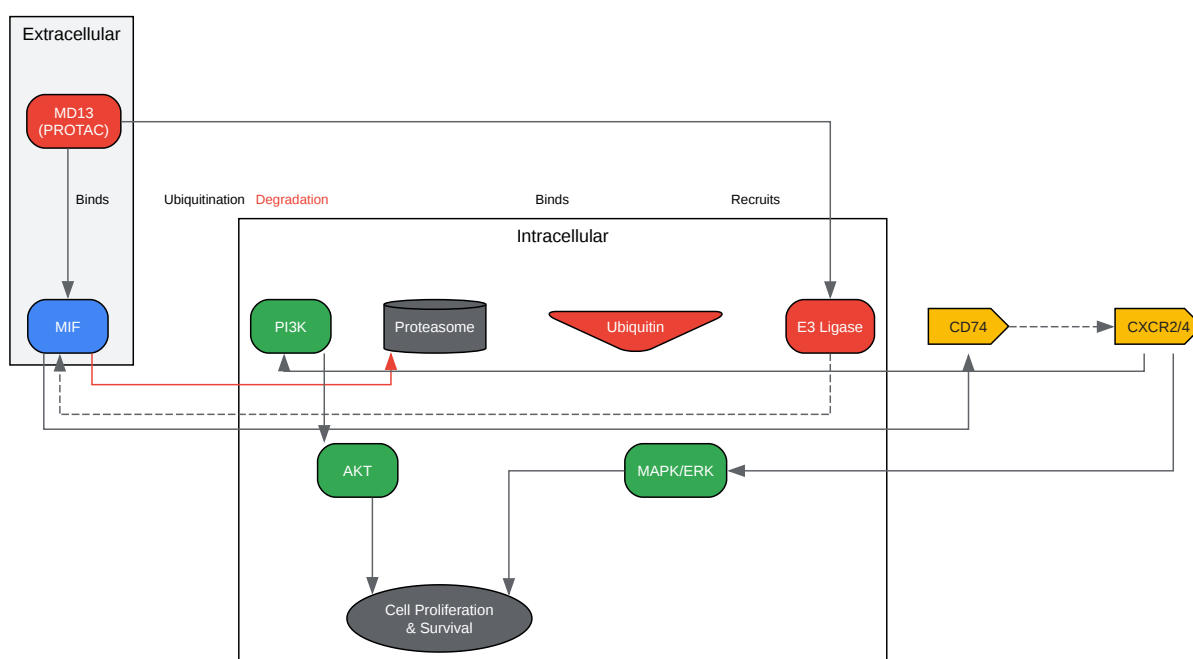 Extracellular
MD13
(PROTAC)
Binds
Ubiquitination
Degradation
Binds
Recruits
Intracellular
MIF
PI3K
Proteasome
Ubiquitin
E3 Ligase
CD74
CXCR2/4
AKT
MAPK/ERK
Cell Proliferation
& Survival